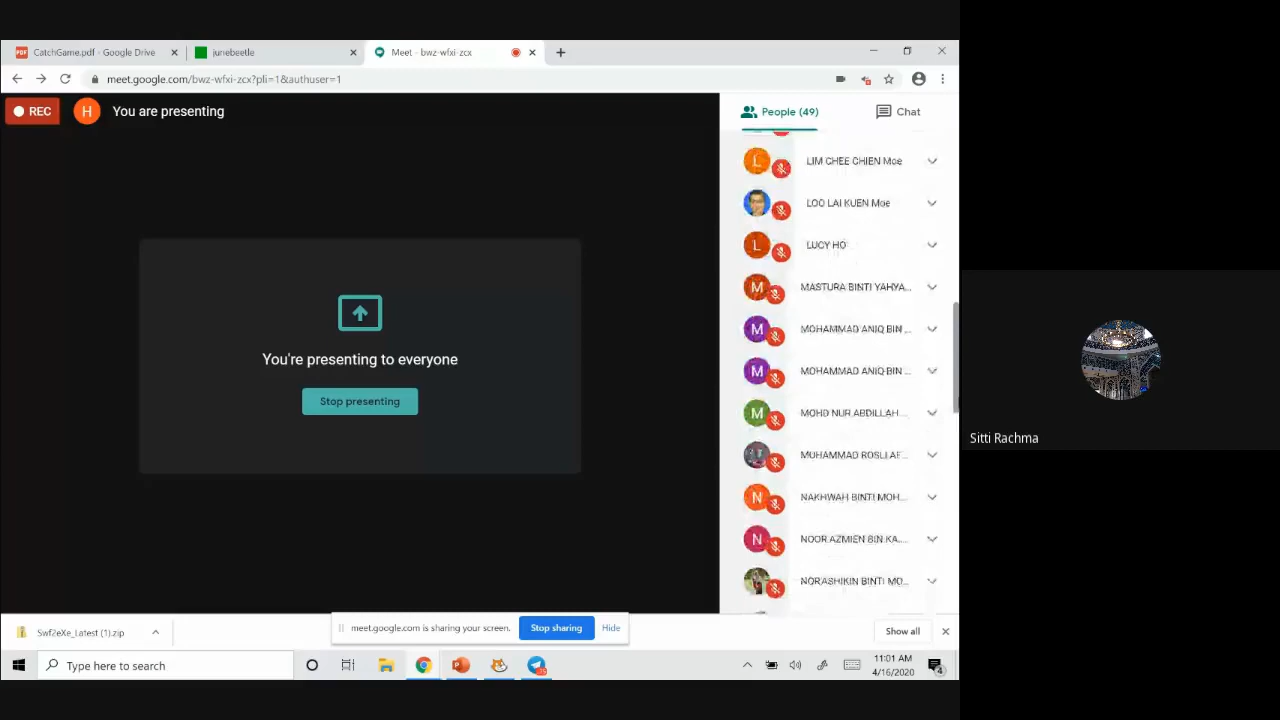 CatchGame.pdf - Google Drive
junebeetle
Meet - bwz-wfxi-zcx
meet.google.com/bwz-wfxi-zcx?pli=1&authuser=1
REC
H
You are presenting
People (49)
Chat
L
LIM CHEE CHIEN Moe
LOO LAI KUEN Moe
L
LUCY HO
M
MASTURA BINTI YAHYA...
M
MOHAMMAD ANIQ BIN ...
M
MOHAMMAD ANIQ BIN ...
M
MOHD NUR ABDILLAH...
MUHAMMAD ROSLI AB...
N
NAKHWAH BINTI MOH...
N
NOOR AZMIEN BIN KA...
NORASHIKIN BINTI MO...
You're presenting to everyone
Stop presenting
Sitti Rachma
Swf2eXe_Latest (1).zip
meet.google.com is sharing your screen.
Stop sharing
Hide
Show all
Type here to search
11:01 AM
4/16/2020
4